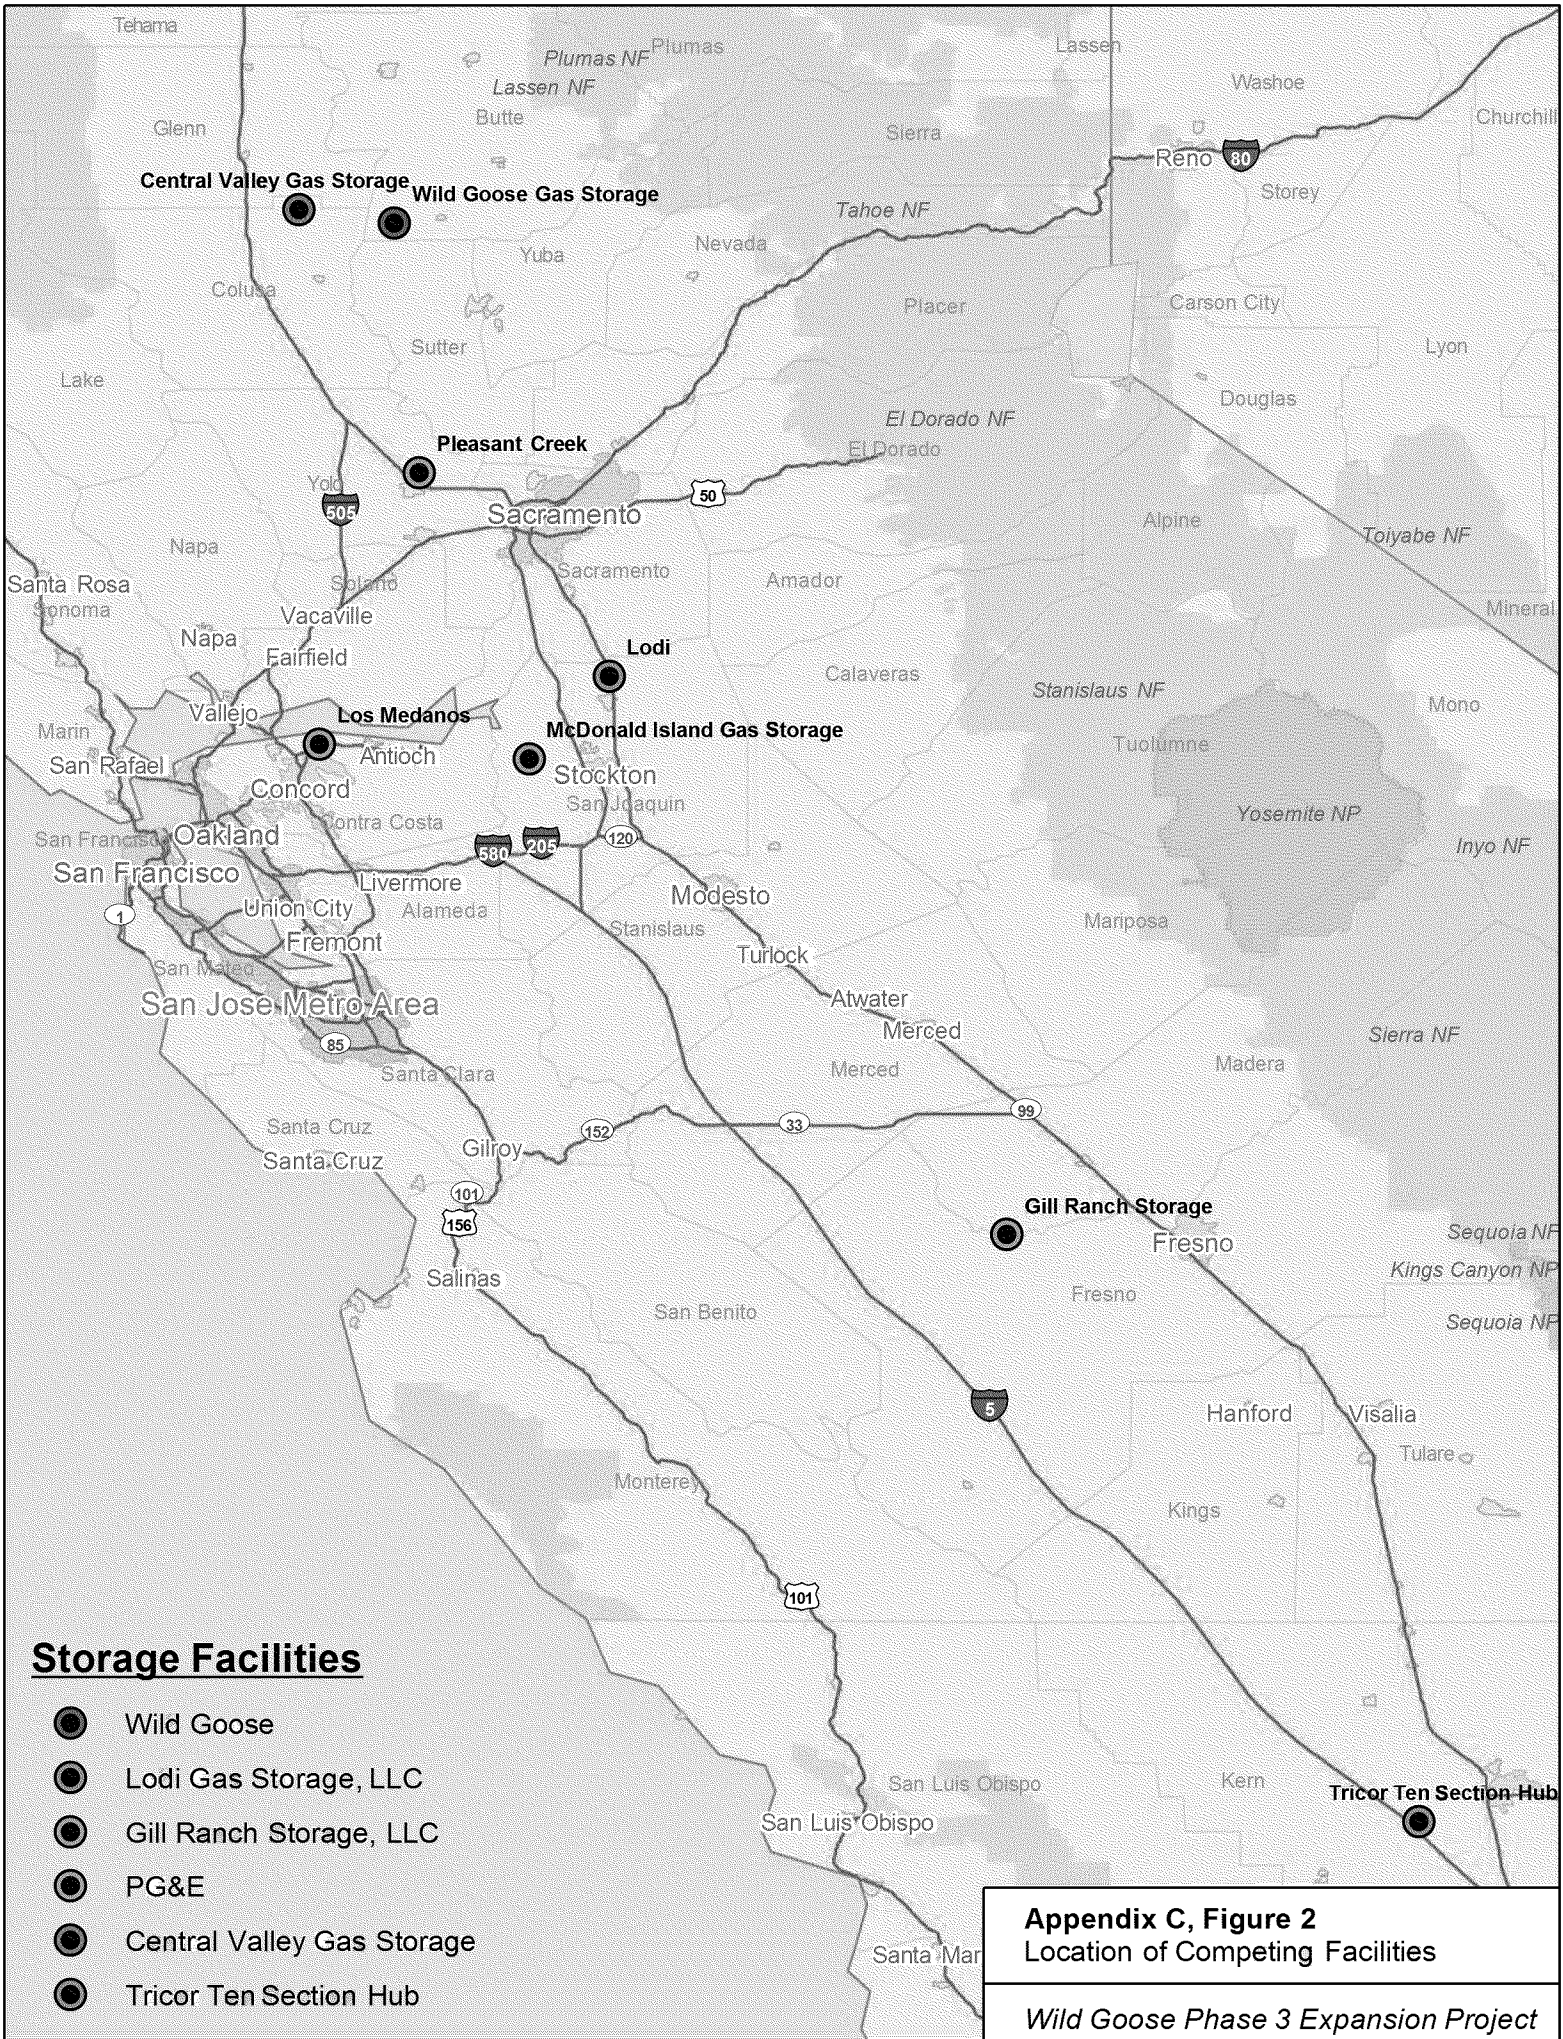 Tehama
Plumas
Plumas NF
Lassen
Lassen NF
Washoe
Butte
Churchill
Glenn
Sierra
Reno
80
Central Valley Gas Storage
Wild Goose Gas Storage
Storey
Tahoe NF
Nevada
Yuba
Colusa
Placer
Carson City
Sutter
Lyon
Lake
Douglas
El Dorado NF
Pleasant Creek
El Dorado
Yolo
50
505
Sacramento
Alpine
Toiyabe NF
Napa
Sacramento
Amador
Santa Rosa
Solano
Sonoma
Mineral
Vacaville
Napa
Lodi
Fairfield
Calaveras
Stanislaus NF
Mono
Vallejo
Los Medanos
Marin
McDonald Island Gas Storage
Tuolumne
Antioch
San Rafael
Stockton
Concord
San Joaquin
Yosemite NP
Contra Costa
San Francisco
Oakland
120
205
580
Inyo NF
San Francisco
Livermore
Modesto
Union City
Alameda
1
Mariposa
Stanislaus
Fremont
Turlock
San Mateo
Atwater
San Jose Metro Area
Merced
Sierra NF
85
Madera
Merced
Santa Clara
99
Santa Cruz
152
33
Gilroy
Santa Cruz
101
Gill Ranch Storage
156
Sequoia NF
Fresno
Kings Canyon NP
Salinas
Fresno
San Benito
Sequoia NP
5
Hanford
Visalia
Tulare
Monterey
Kings
101
Storage Facilities
Wild Goose
Lodi Gas Storage, LLC
Gill Ranch Storage, LLC
PG&E
Central Valley Gas Storage
Tricor Ten Section Hub
San Luis Obispo
Kern
Tricor Ten Section Hub
San Luis Obispo
Santa Mar
Appendix C, Figure 2
Location of Competing Facilities
Wild Goose Phase 3 Expansion Project